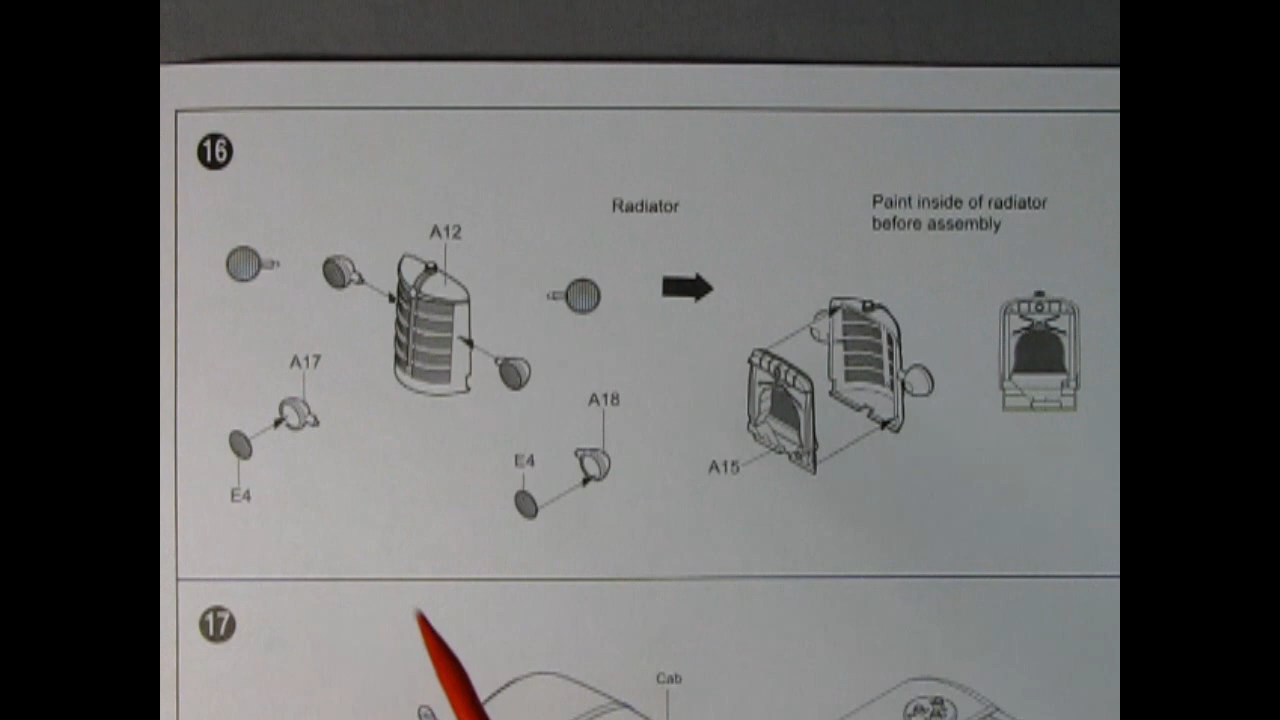 16
Radiator
Paint inside of radiator
before assembly
A12
A17
A18
E4
E4
A15
17
Cab